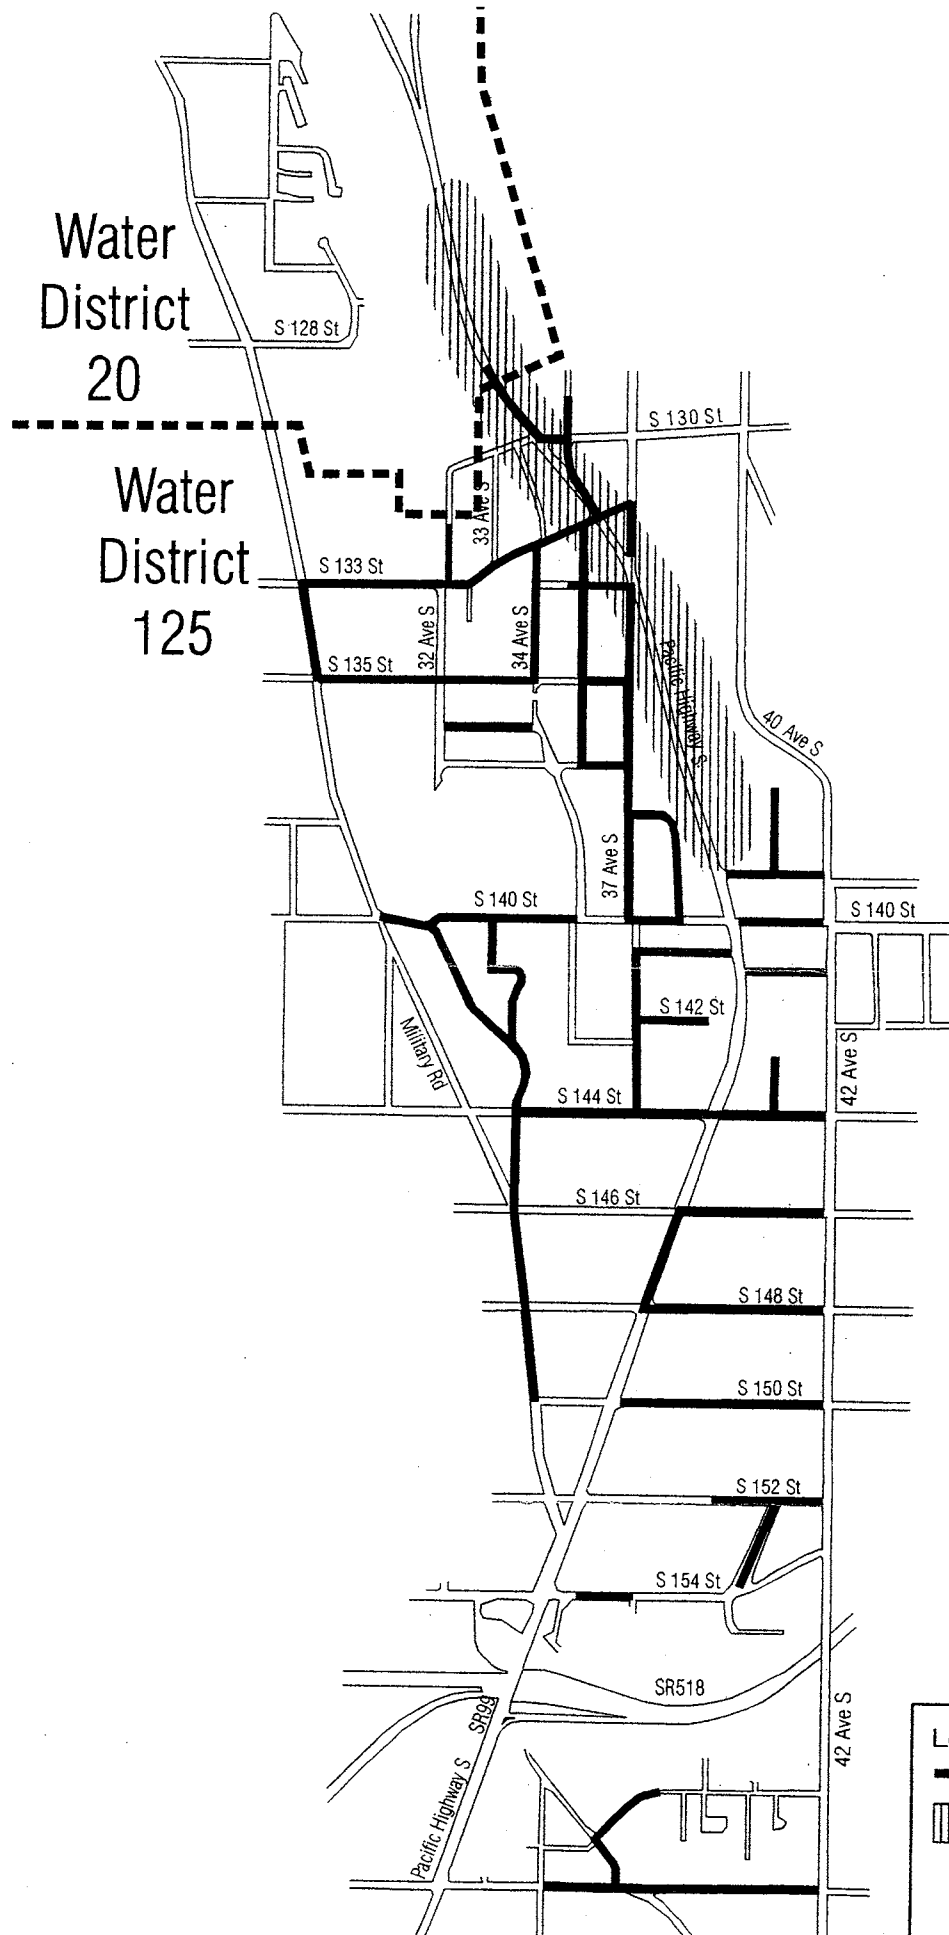 Water
District
20
S 128 St
S 130 St
Water
District
125
33 Ave S
S 133 St
32 Ave S
34 Ave S
S 135 St
Pacific Highway S.
40 Ave S
37 Ave S
S 140 St
S 140 St
S 142 St
Military Rd
42 Ave S
S 144 St
S 146 St
S 148 St
S 150 St
S 152 St
S 154 St
SR518
SR99
42 Ave S
Pacific Highway S